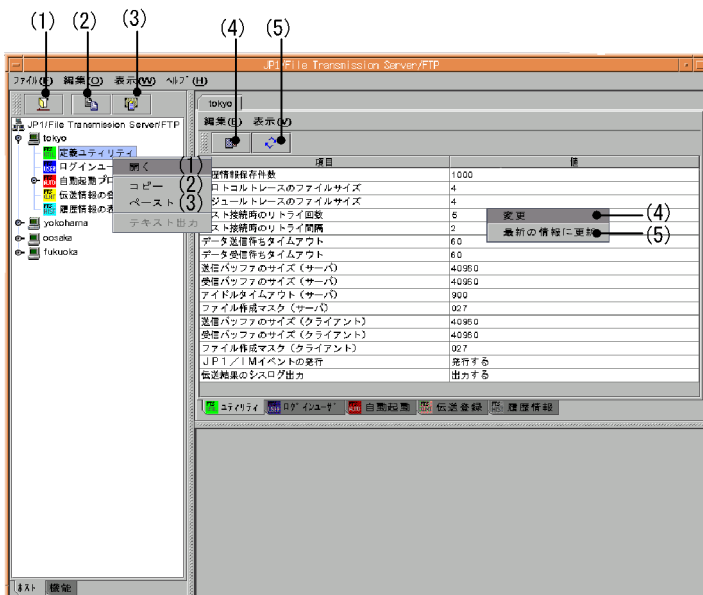 (1) (2) (3) (4) (5)
JP1/File Transmission Server/FTP
ファイル(F) 編集(O) 表示(W) ヘルプ(H)
JP1/File Transmission Server/FTP
tokyo
定義ユティリティ
ログインユー
自動起動プロ
伝送情報の登
履歴情報の表
yokohama
oosaka
fukuoka
開く (1)
コピー (2)
ペースト (3)
テキスト出力
ホスト 機能
tokyo
編集(E) 表示(V)
項目 値
歴情報保存件数 1000
ロトコルトレースのファイルサイズ 4
ジュールトレースのファイルサイズ 4
スト接続時のリトライ回数 5
スト接続時のリトライ間隔 2
データ送信待ちタイムアウト 60
データ受信待ちタイムアウト 60
送信バッファのサイズ（サーバ） 40960
受信バッファのサイズ（サーバ） 40960
アイドルタイムアウト（サーバ） 900
ファイル作成マスク（サーバ） 027
送信バッファのサイズ（クライアント） 40960
受信バッファのサイズ（クライアント） 40960
ファイル作成マスク（クライアント） 027
ＪＰ１／ＩＭイベントの発行 発行する
伝送結果のシスログ出力 出力する
変更 (4)
最新の情報に更新 (5)
ユティリティ ログインユーザ 自動起動 伝送登録 履歴情報